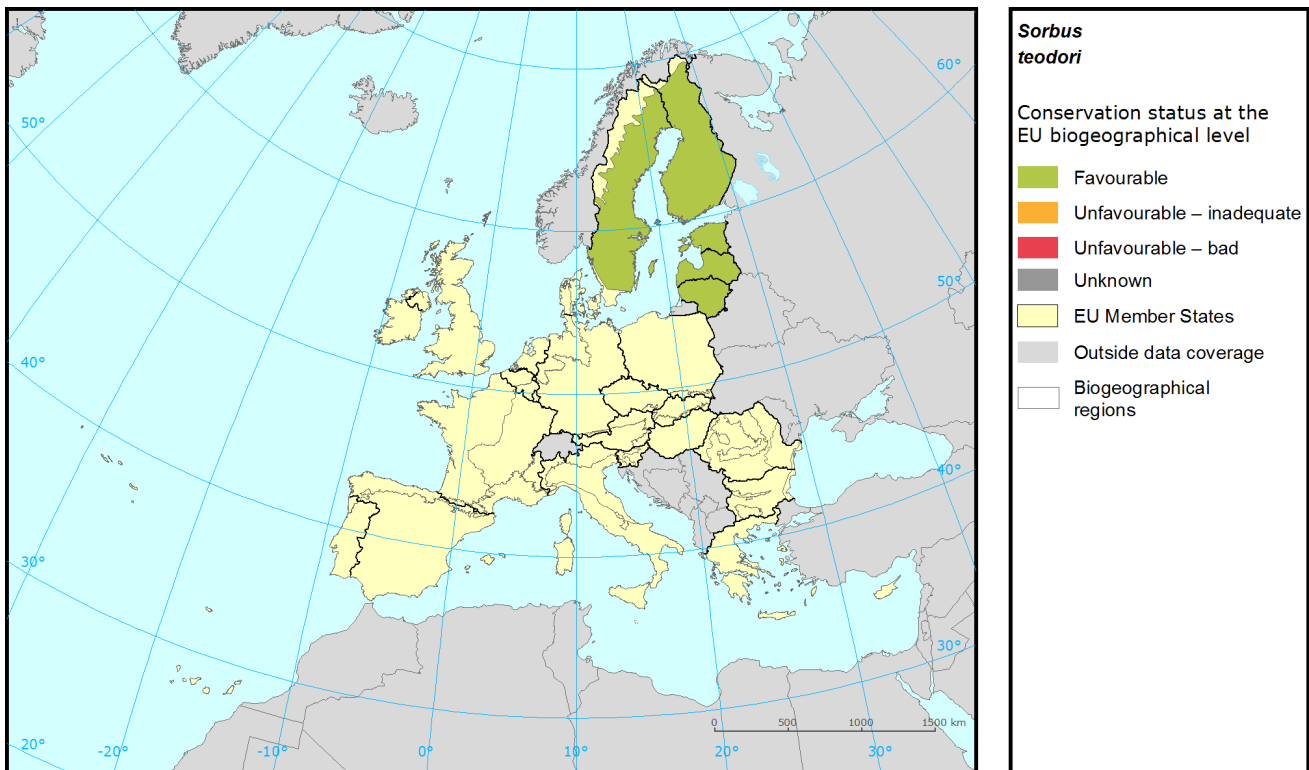 Sorbus
teodori
Conservation status at the
EU biogeographical level
Favourable
Unfavourable – inadequate
Unfavourable – bad
Unknown
EU Member States
Outside data coverage
Biogeographical
regions
60°
50°
50°
40°
40°
30°
30°
20°
-20°
-10°
0°
10°
20°
30°
0 500 1000 1500 km